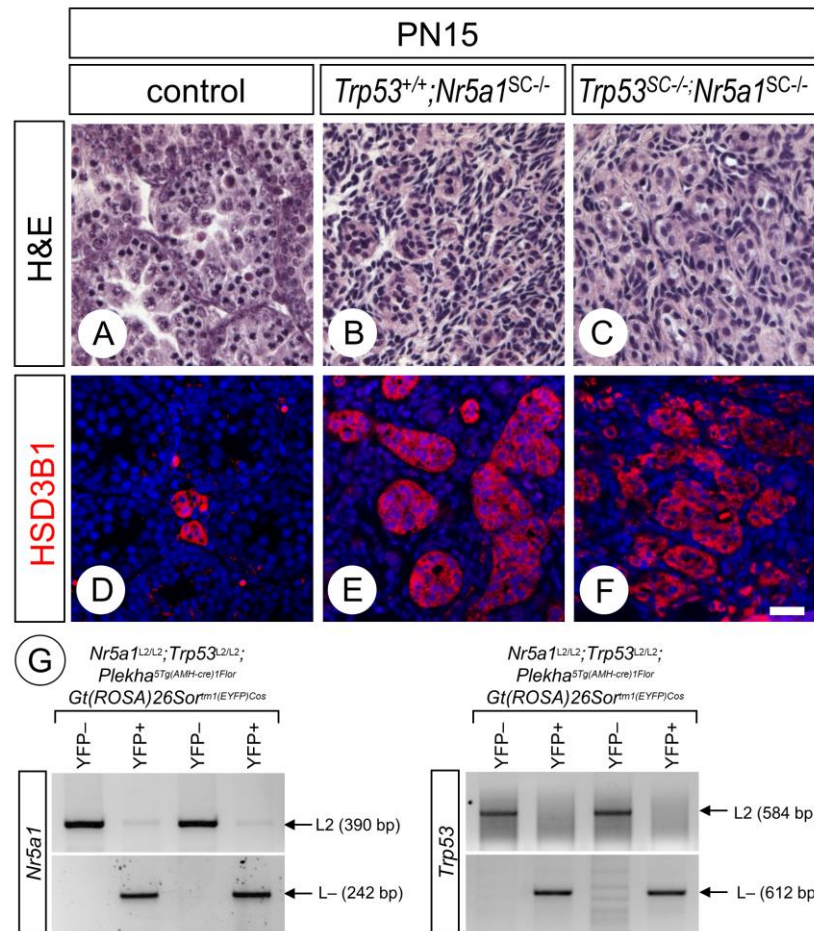 PN15
control
Trp53+/+;Nr5a1SC-/-
Trp53SC-/-;Nr5a1SC-/-
H&E
A
B
C
HSD3B1
D
E
F
G
Nr5a1L2/L2;Trp53L2/L2;
Plekha5Tg(AMH-cre)1Flor
Gt(ROSA)26Sortm1(EYFP)Cos
YFP–
YFP+
YFP–
YFP+
Nr5a1
L2 (390 bp)
L– (242 bp)
Nr5a1L2/L2;Trp53L2/L2;
Plekha5Tg(AMH-cre)1Flor
Gt(ROSA)26Sortm1(EYFP)Cos
YFP–
YFP+
YFP–
YFP+
Trp53
L2 (584 bp)
L– (612 bp)